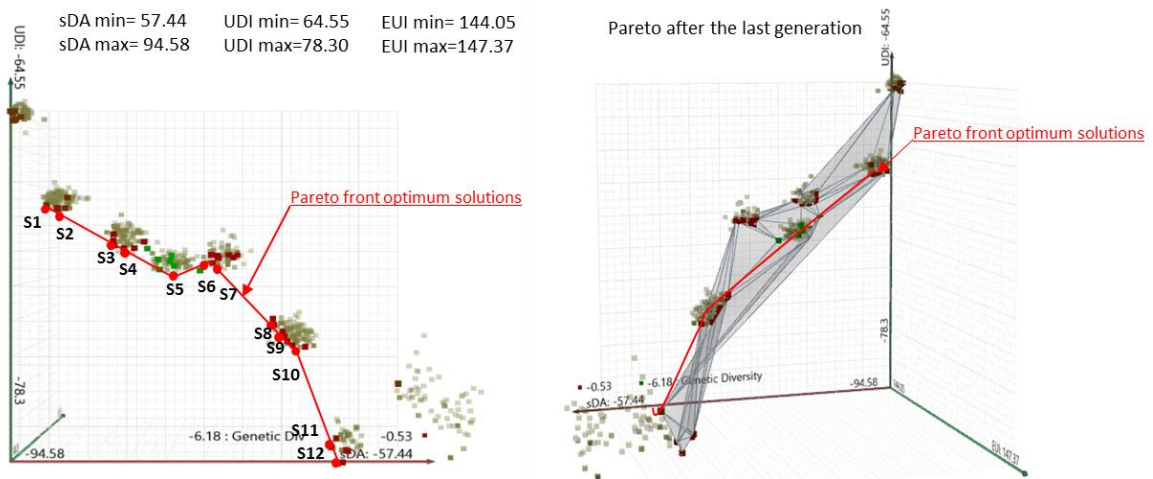 sDA min= 57.44 UDI min= 64.55 EUI min= 144.05
sDA max= 94.58 UDI max=78.30 EUI max=147.37
UDI: -64.55
Pareto front optimum solutions
S1
S2
S3
S4
S5
S6
S7
S8
S9
S10
S11
S12
-78.3
-94.58
-6.18 : Genetic Div
-0.53
sDA: -57.44
Pareto after the last generation
UDI: -64.55
Pareto front optimum solutions
-78.3
-0.53
-6.18 : Genetic Diversity
sDA: -57.44
-94.58
EUI: 147.37